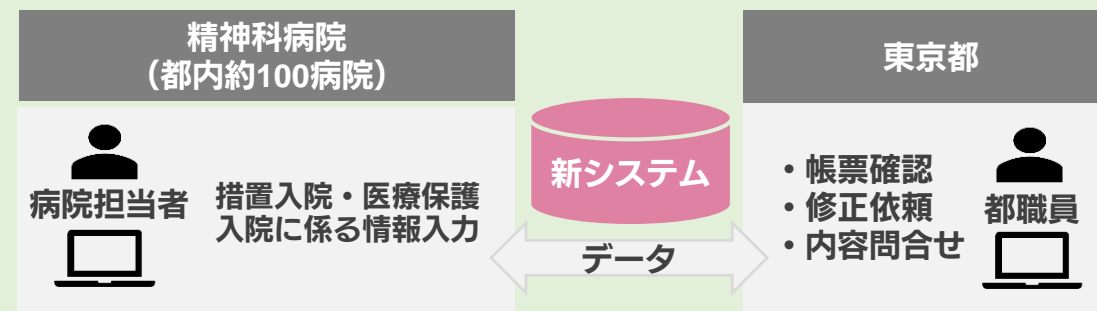 精神科病院
（都内約100病院）
病院担当者
措置入院・医療保護
入院に係る情報入力
新システム
データ
東京都
・帳票確認
・修正依頼
・内容問合せ
都職員